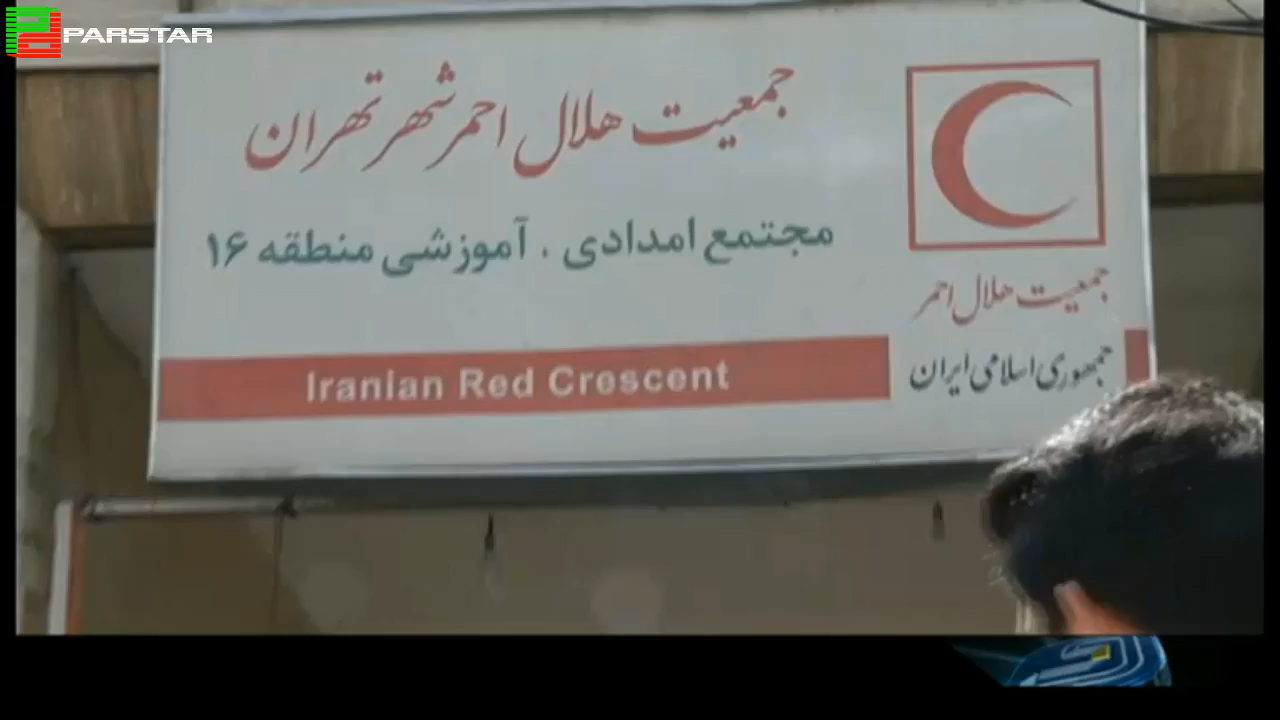 PARSTAR
جمعیت هلال احمر شهر تهران
مجتمع امدادی . آموزشی منطقه ۱۶
Iranian Red Crescent
جمعیت هلال احمر
جمهوری اسلامی ایران